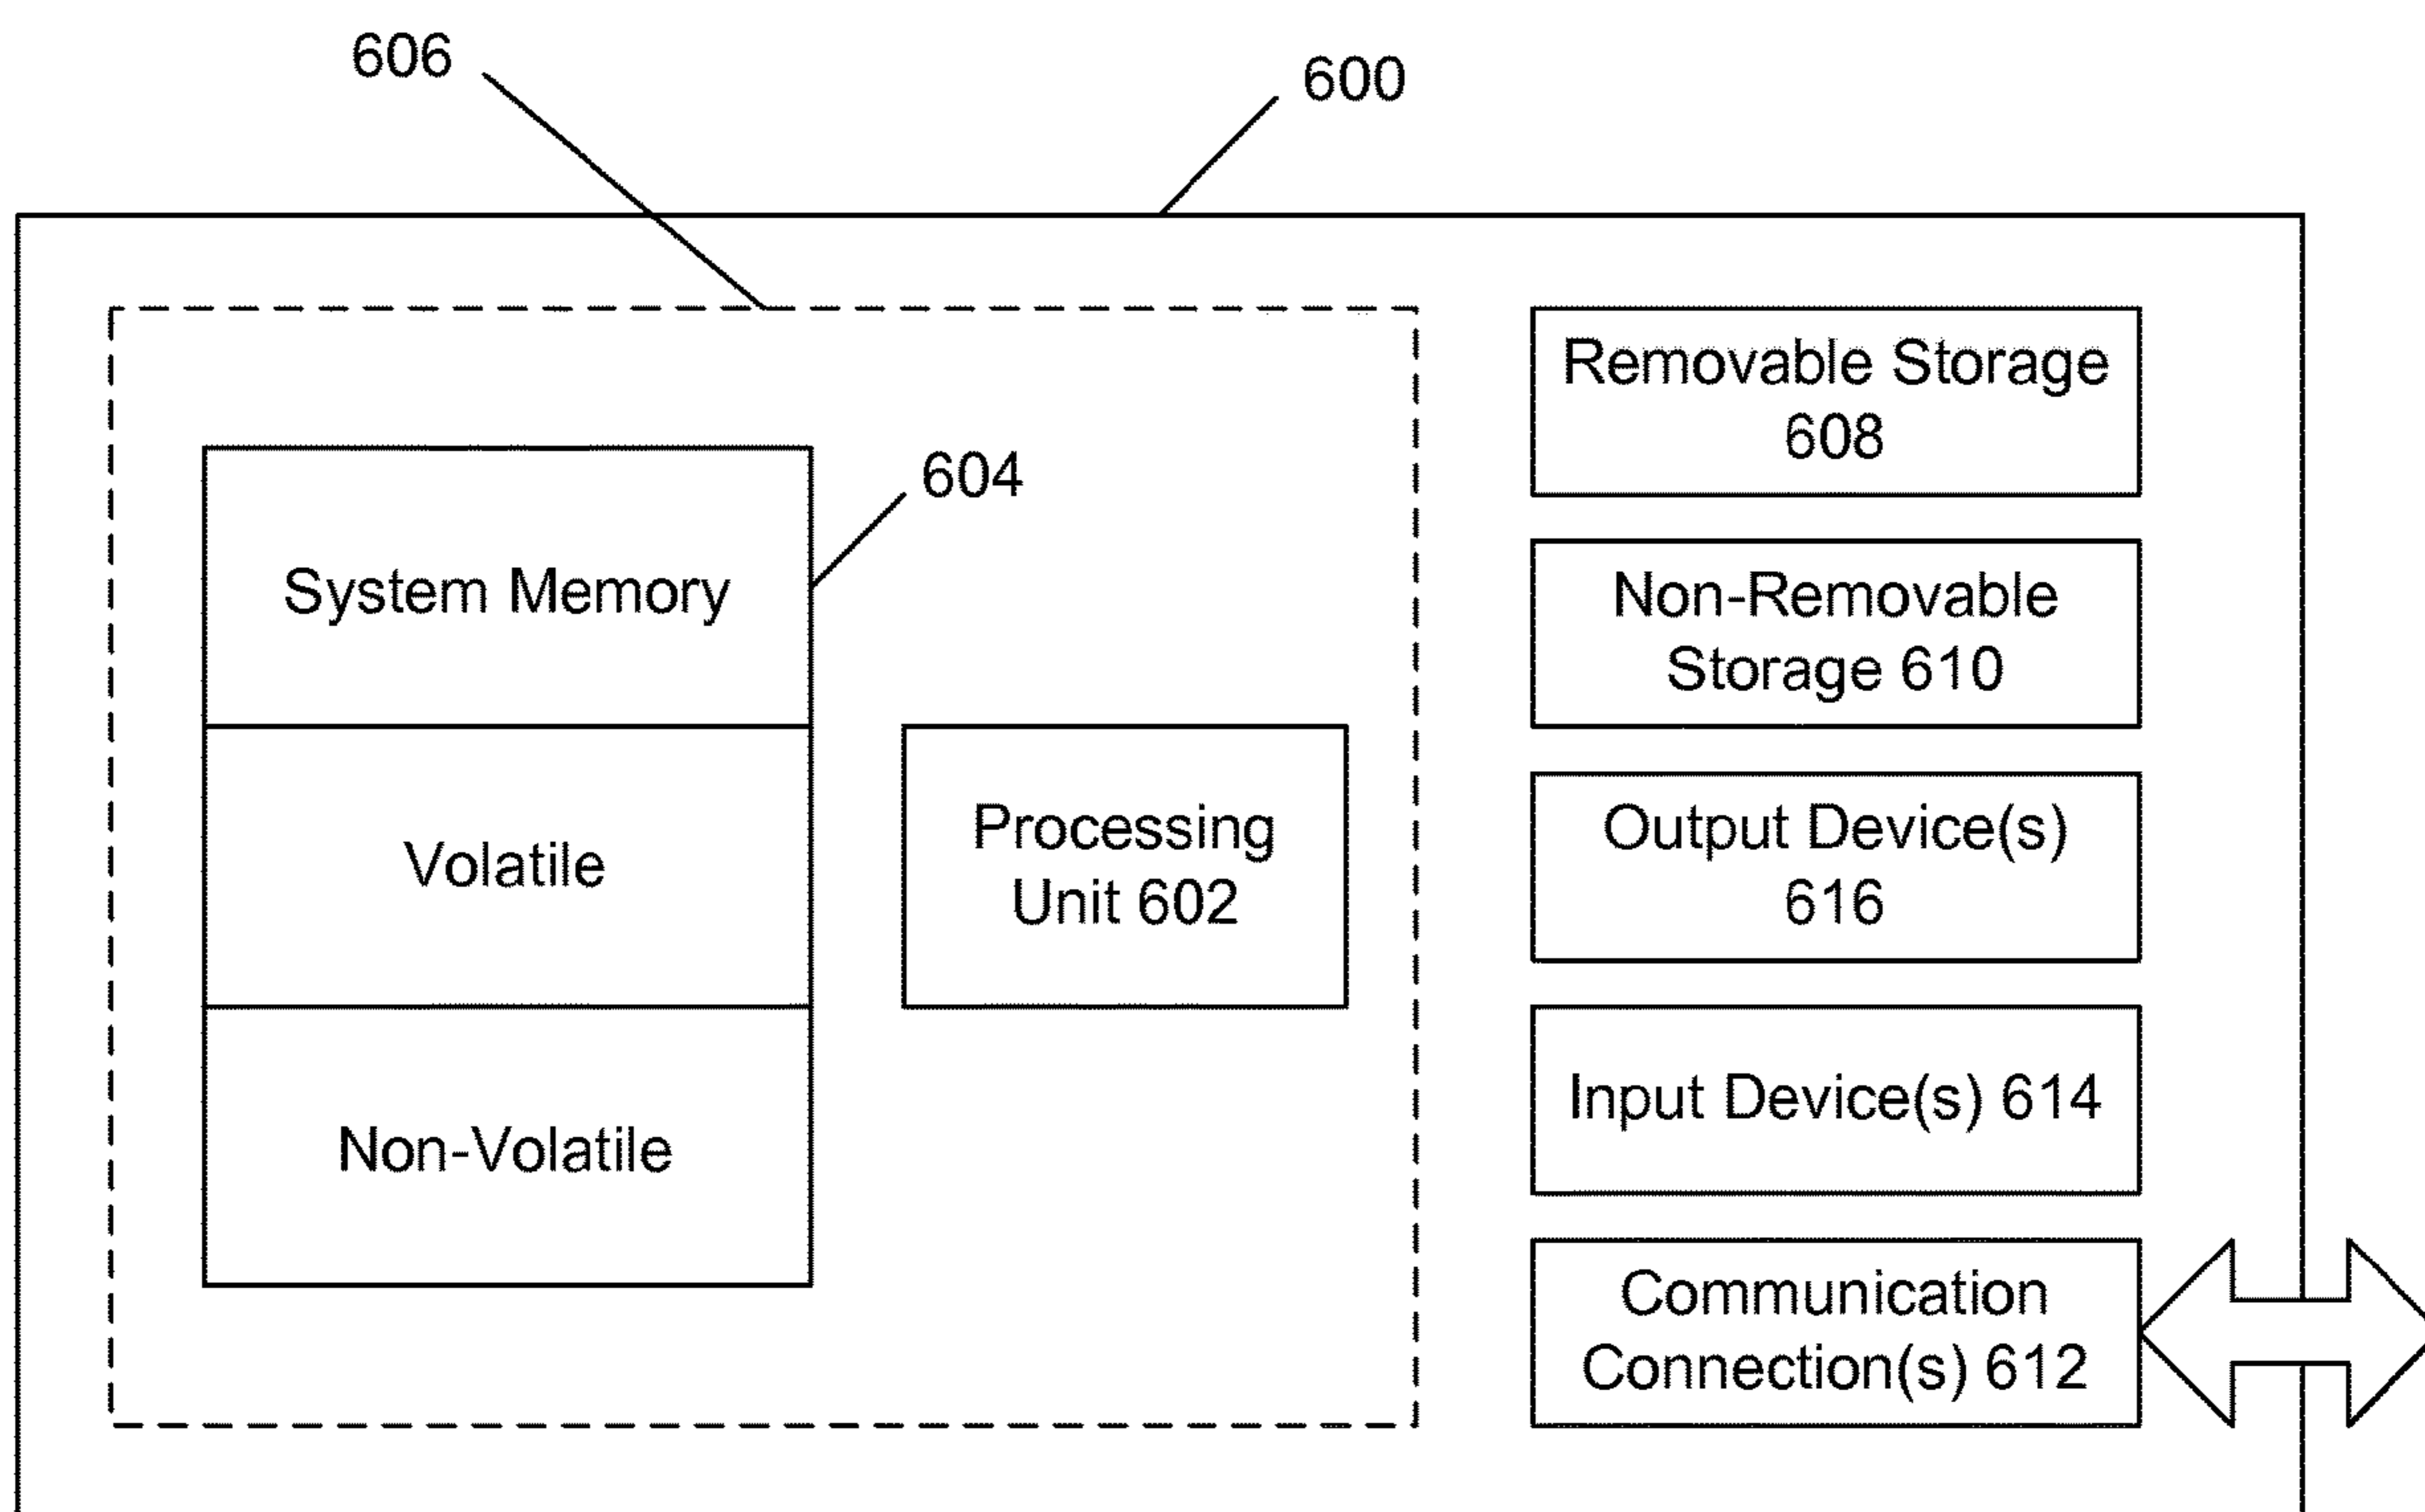 606
600
604
System Memory
Volatile
Non-Volatile
Processing
Unit 602
Removable Storage
608
Non-Removable
Storage 610
Output Device(s)
616
Input Device(s) 614
Communication
Connection(s) 612